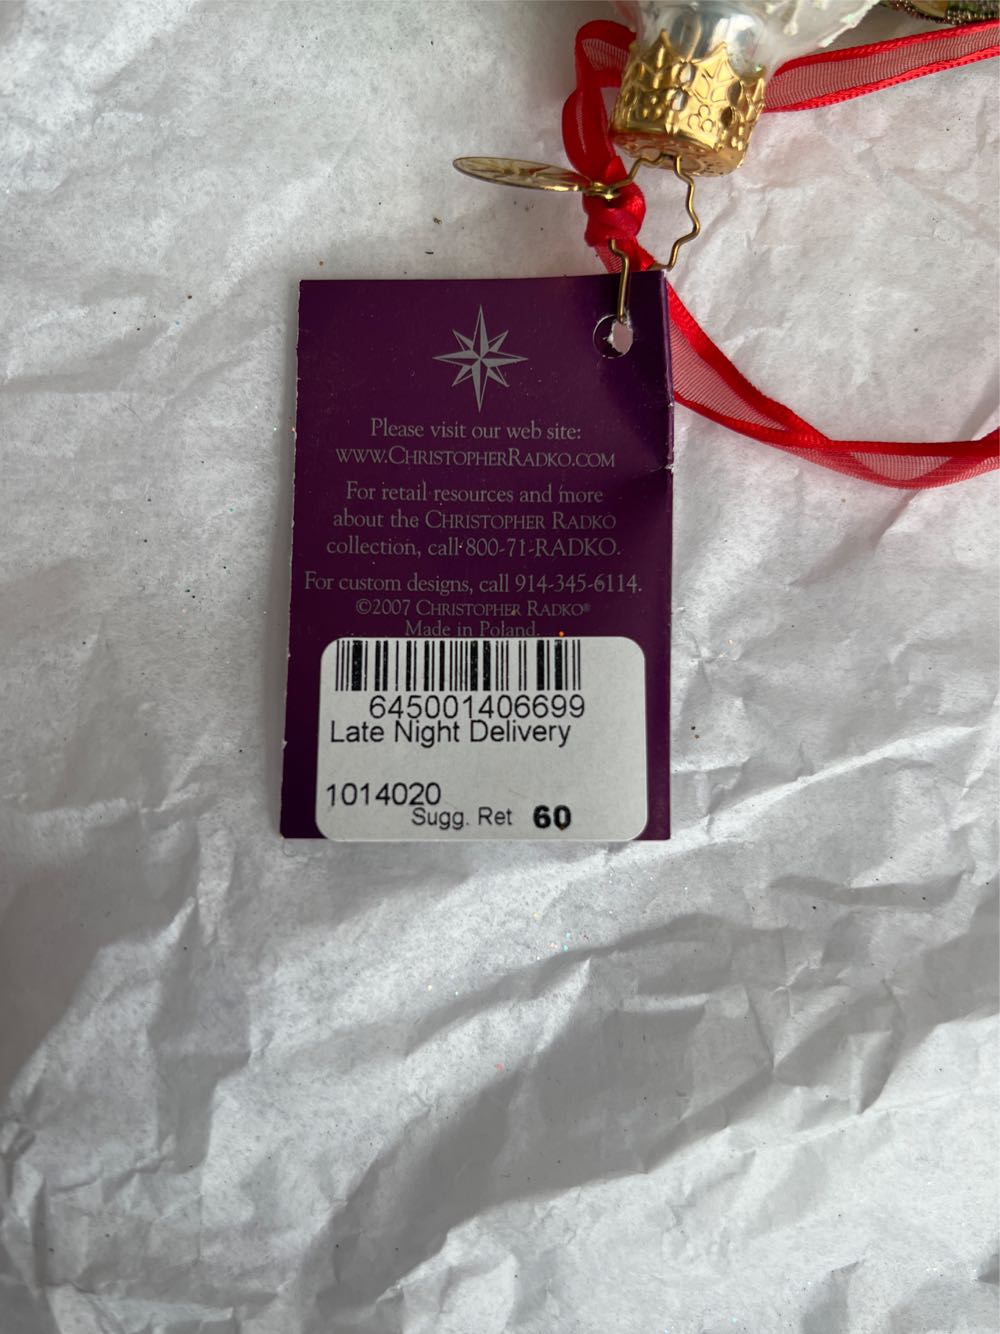 Please visit our web site:
www.ChristopherRadko.com
For retail resources and more
about the Christopher Radko
collection, call 800-71-RADKO.
For custom designs, call 914-345-6114.
©2007 Christopher Radko®
Made in Poland.
645001406699
Late Night Delivery
1014020
Sugg. Ret 60